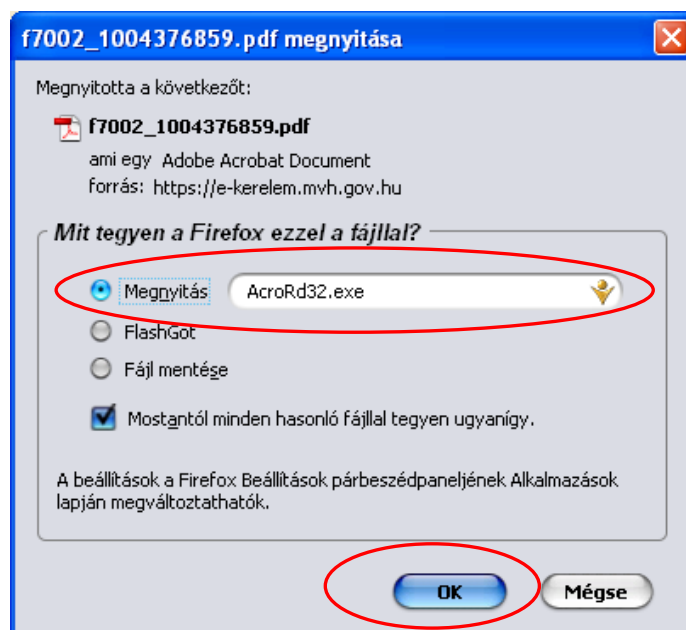 f7002_1004376859.pdf megnyitása
Megnyitotta a következőt:
f7002_1004376859.pdf
ami egy Adobe Acrobat Document
forrás: https://e-kerelem.mvh.gov.hu
Mit tegyen a Firefox ezzel a fájllal?
Megnyitás AcroRd32.exe
FlashGot
Fájl mentése
Mostantól minden hasonló fájllal tegyen ugyanígy.
A beállítások a Firefox Beállítások párbeszédpaneljének Alkalmazások
lapján megváltoztathatók.
OK Mégse